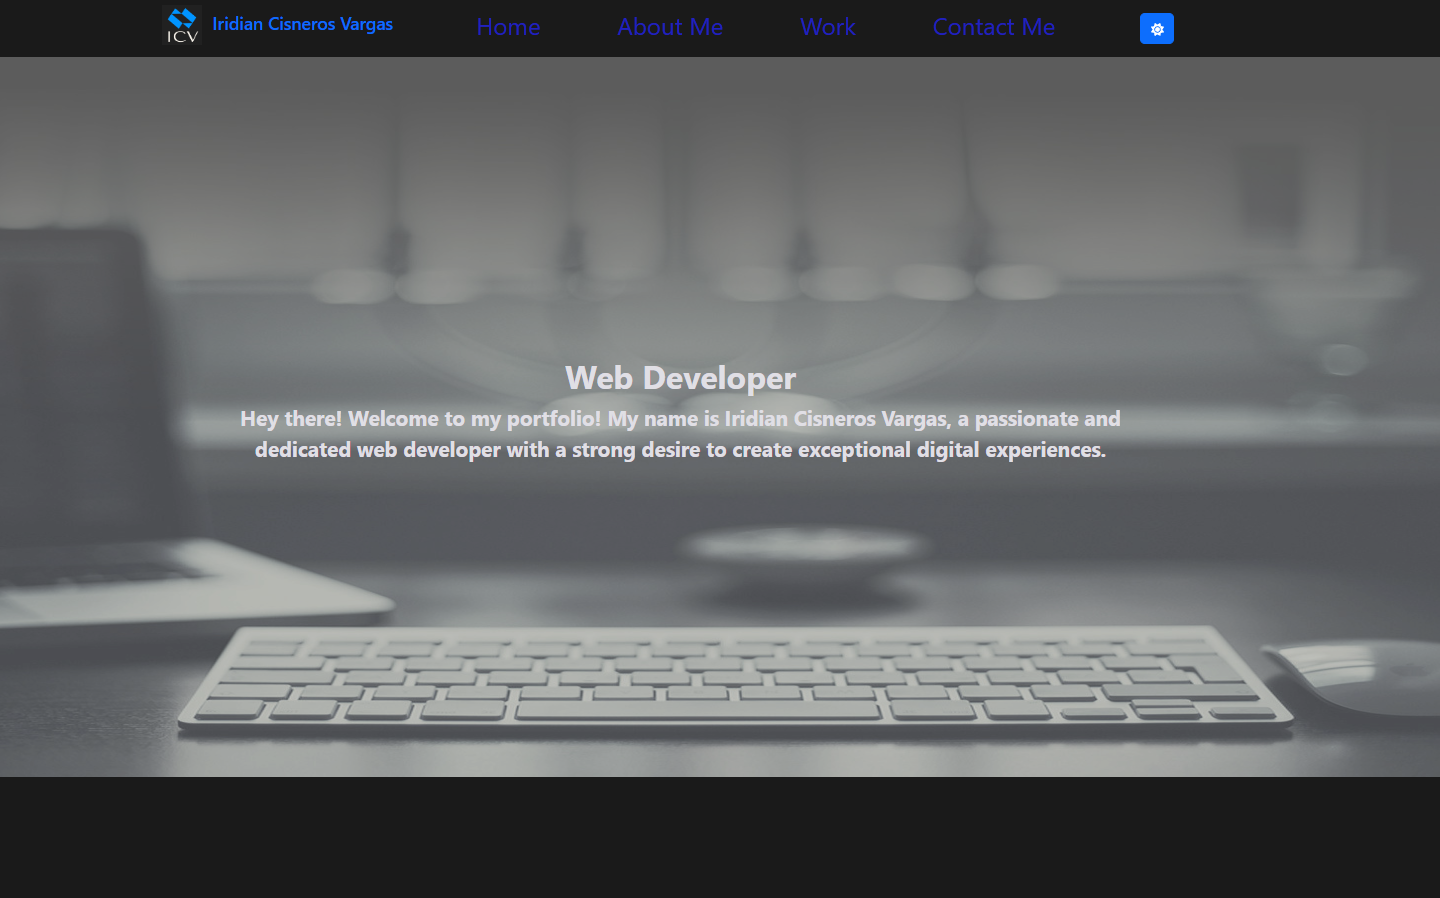 ICV
Iridian Cisneros Vargas
Home
About Me
Work
Contact Me
Web Developer
Hey there! Welcome to my portfolio! My name is Iridian Cisneros Vargas, a passionate and
dedicated web developer with a strong desire to create exceptional digital experiences.